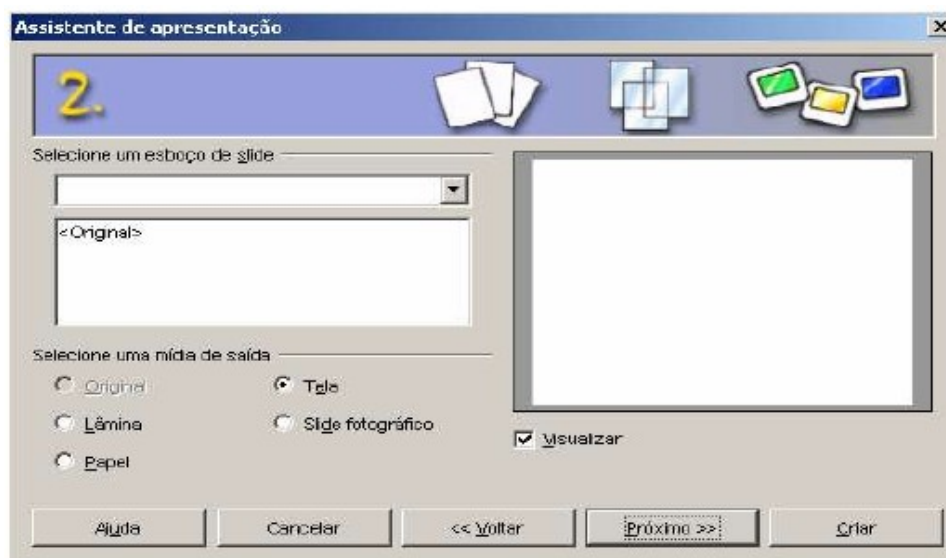 Assistente de apresentação
2.
Selecione um esboço de slide
<Original>
Selecione uma mídia de saída
Original
Tela
Lâmina
Slide fotográfico
Papel
Visualizar
Ajuda
Cancelar
<< Voltar
Próximo >>
Criar